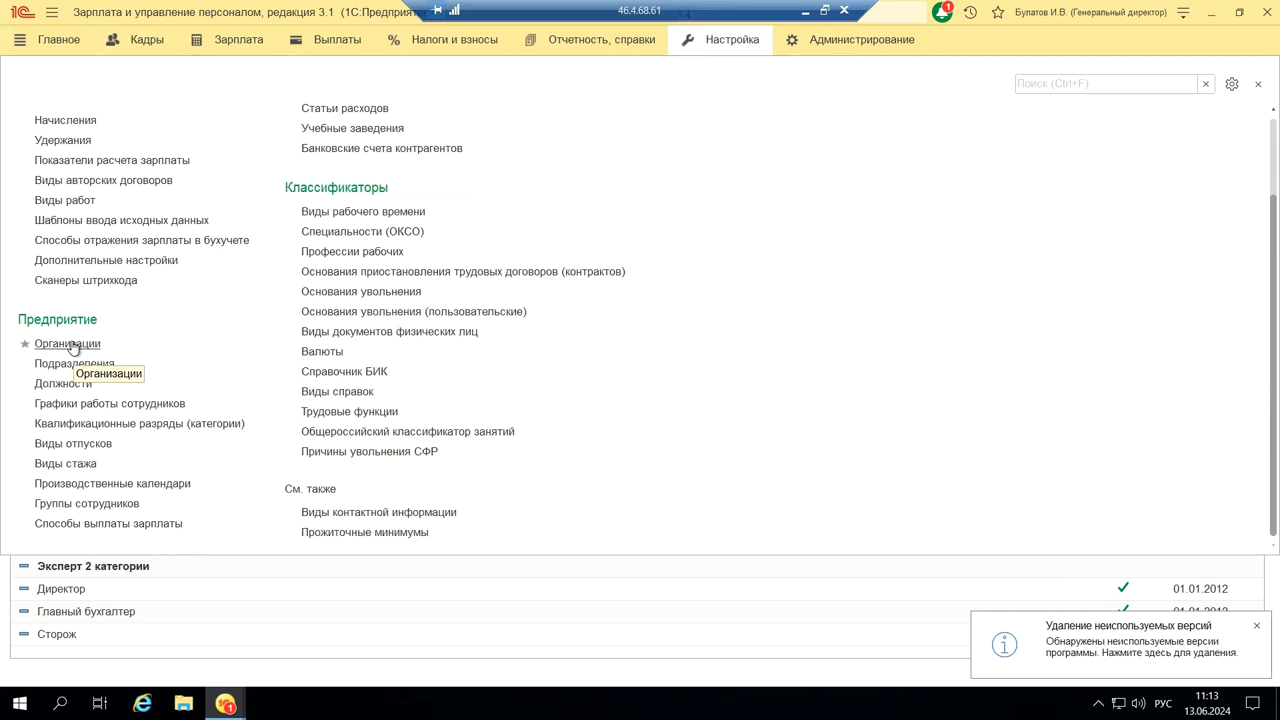 Зарплата и управление персоналом, редакция 3.1 (1С:Предприятие
46.4.68.61
1
Булатов И.В. (Генеральный директор)
Главное
Кадры
Зарплата
Выплаты
Налоги и взносы
Отчетность, справки
Настройка
Администрирование
Поиск (Ctrl+F)
Начисления
Удержания
Показатели расчета зарплаты
Виды авторских договоров
Виды работ
Шаблоны ввода исходных данных
Способы отражения зарплаты в бухучете
Дополнительные настройки
Сканеры штрихкода
Предприятие
Организации
Подразделения
Организации
Должности
Графики работы сотрудников
Квалификационные разряды (категории)
Виды отпусков
Виды стажа
Производственные календари
Группы сотрудников
Способы выплаты зарплаты
Статьи расходов
Учебные заведения
Банковские счета контрагентов
Классификаторы
Виды рабочего времени
Специальности (ОКСО)
Профессии рабочих
Основания приостановления трудовых договоров (контрактов)
Основания увольнения
Основания увольнения (пользовательские)
Виды документов физических лиц
Валюты
Справочник БИК
Виды справок
Трудовые функции
Общероссийский классификатор занятий
Причины увольнения СФР
См. также
Виды контактной информации
Прожиточные минимумы
Эксперт 2 категории
Директор
01.01.2012
Главный бухгалтер
01.01.2012
Сторож
Удаление неиспользуемых версий
Обнаружены неиспользуемые версии
программы. Нажмите здесь для удаления.
1
РУС
11:13
13.06.2024